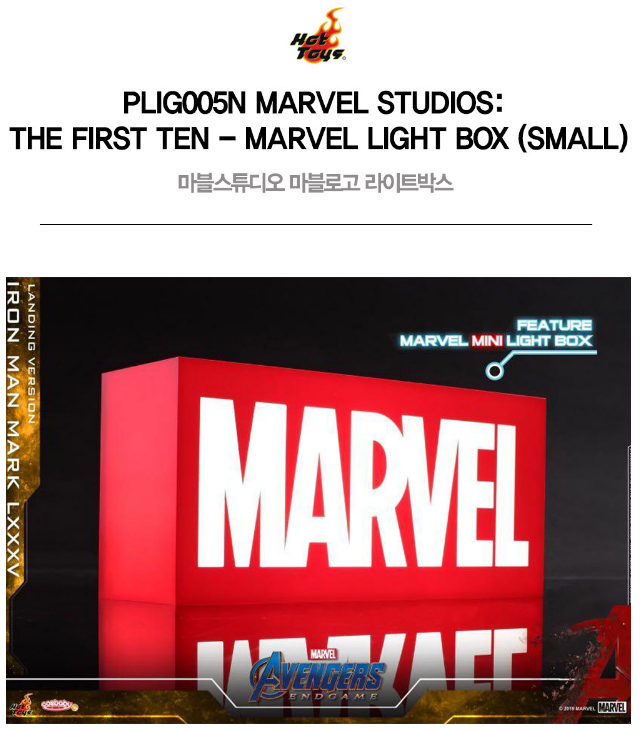 Hot
Toys
PLIG005N MARVEL STUDIOS:
THE FIRST TEN – MARVEL LIGHT BOX (SMALL)
마블스튜디오 마블로고 라이트박스
LANDING VERSION
IRON MAN MARK LXXXV
FEATURE
MARVEL MINI LIGHT BOX
MARVEL
MARVEL
AVENGERS
ENDGAME
Hot
Toys
cosbaby
© 2019 MARVEL MARVEL